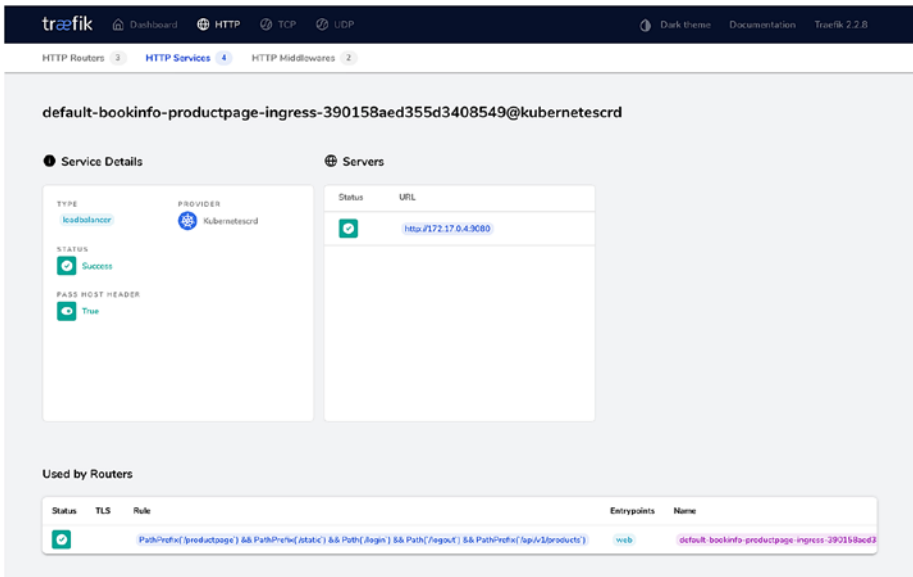 træfik Dashboard HTTP TCP UDP Dark theme Documentation Traefik 2.2.8
HTTP Routers 3 HTTP Services 4 HTTP Middlewares 2
default-bookinfo-productpage-ingress-390158aed355d3408549@kubernetescrd
Service Details
TYPE PROVIDER
loadbalancer Kubernetescrd
STATUS
Success
PASS HOST HEADER
True
Servers
Status URL
http://172.17.0.4:9080
Used by Routers
Status TLS Rule Entrypoints Name
PathPrefix(`/productpage`) && PathPrefix(`/static`) && Path(`/login`) && Path(`/logout`) && PathPrefix(`/api/v1/products`) web default-bookinfo-productpage-ingress-390158aed3